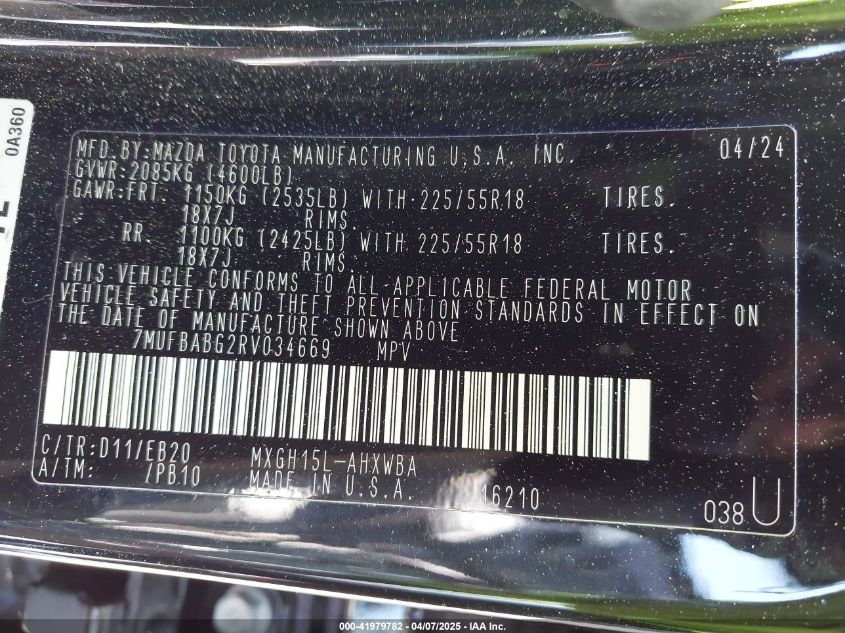 0A360
MFD.BY:MAZDA TOYOTA MANUFACTURING U.S.A. INC. 04/24
GVWR:2085KG (4600LB)
GAWR:FRT. 1150KG (2535LB) WITH 225/55R18 TIRES.
18X7J RIMS.
RR. 1100KG (2425LB) WITH 225/55R18 TIRES.
18X7J RIMS.
THIS VEHICLE CONFORMS TO ALL APPLICABLE FEDERAL MOTOR
VEHICLE SAFETY AND THEFT PREVENTION STANDARDS IN EFFECT ON
THE DATE OF MANUFACTURE SHOWN ABOVE
7MUFBABG2RV034669 MPV
C/TR:D11/EB20 MXGH15L-AHXWBA
A/TM: /PB10 MADE IN U.S.A. 16210
038 U
000-41979782 - 04/07/2025 - IAA Inc.